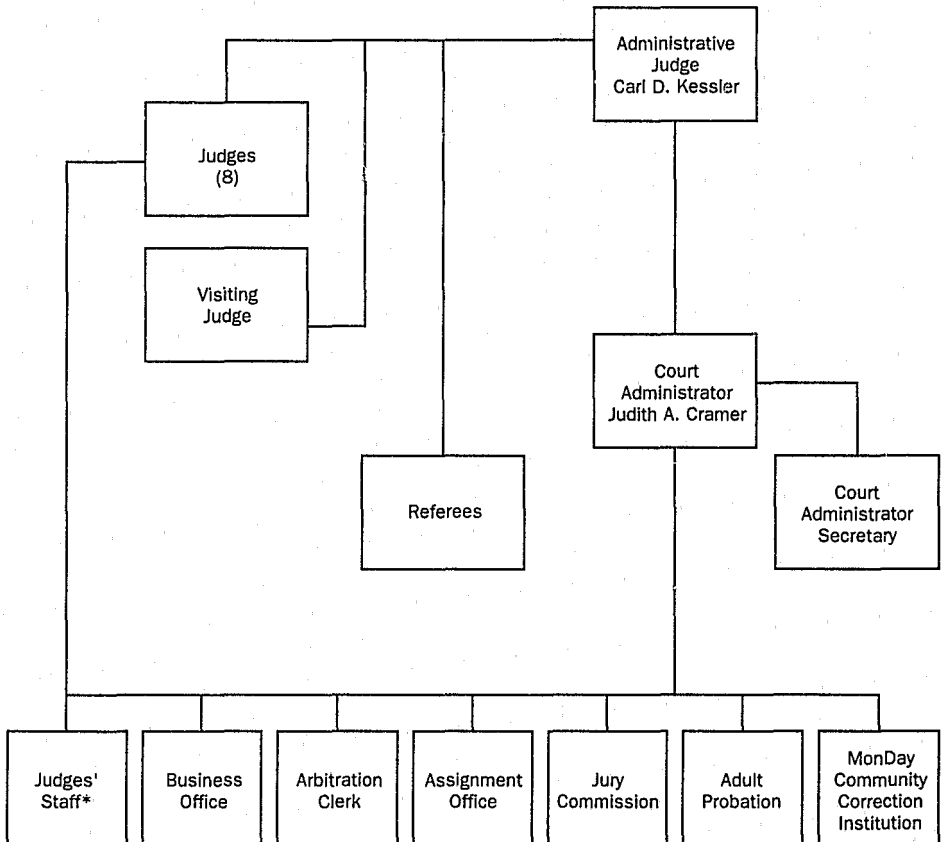 Administrative
Judge
Carl D. Kessler
Judges
(8)
Visiting
Judge
Court
Administrator
Judith A. Cramer
Referees
Court
Administrator
Secretary
Judges'
Staff*
Business
Office
Arbitration
Clerk
Assignment
Office
Jury
Commission
Adult
Probation
MonDay
Community
Correction
Institution